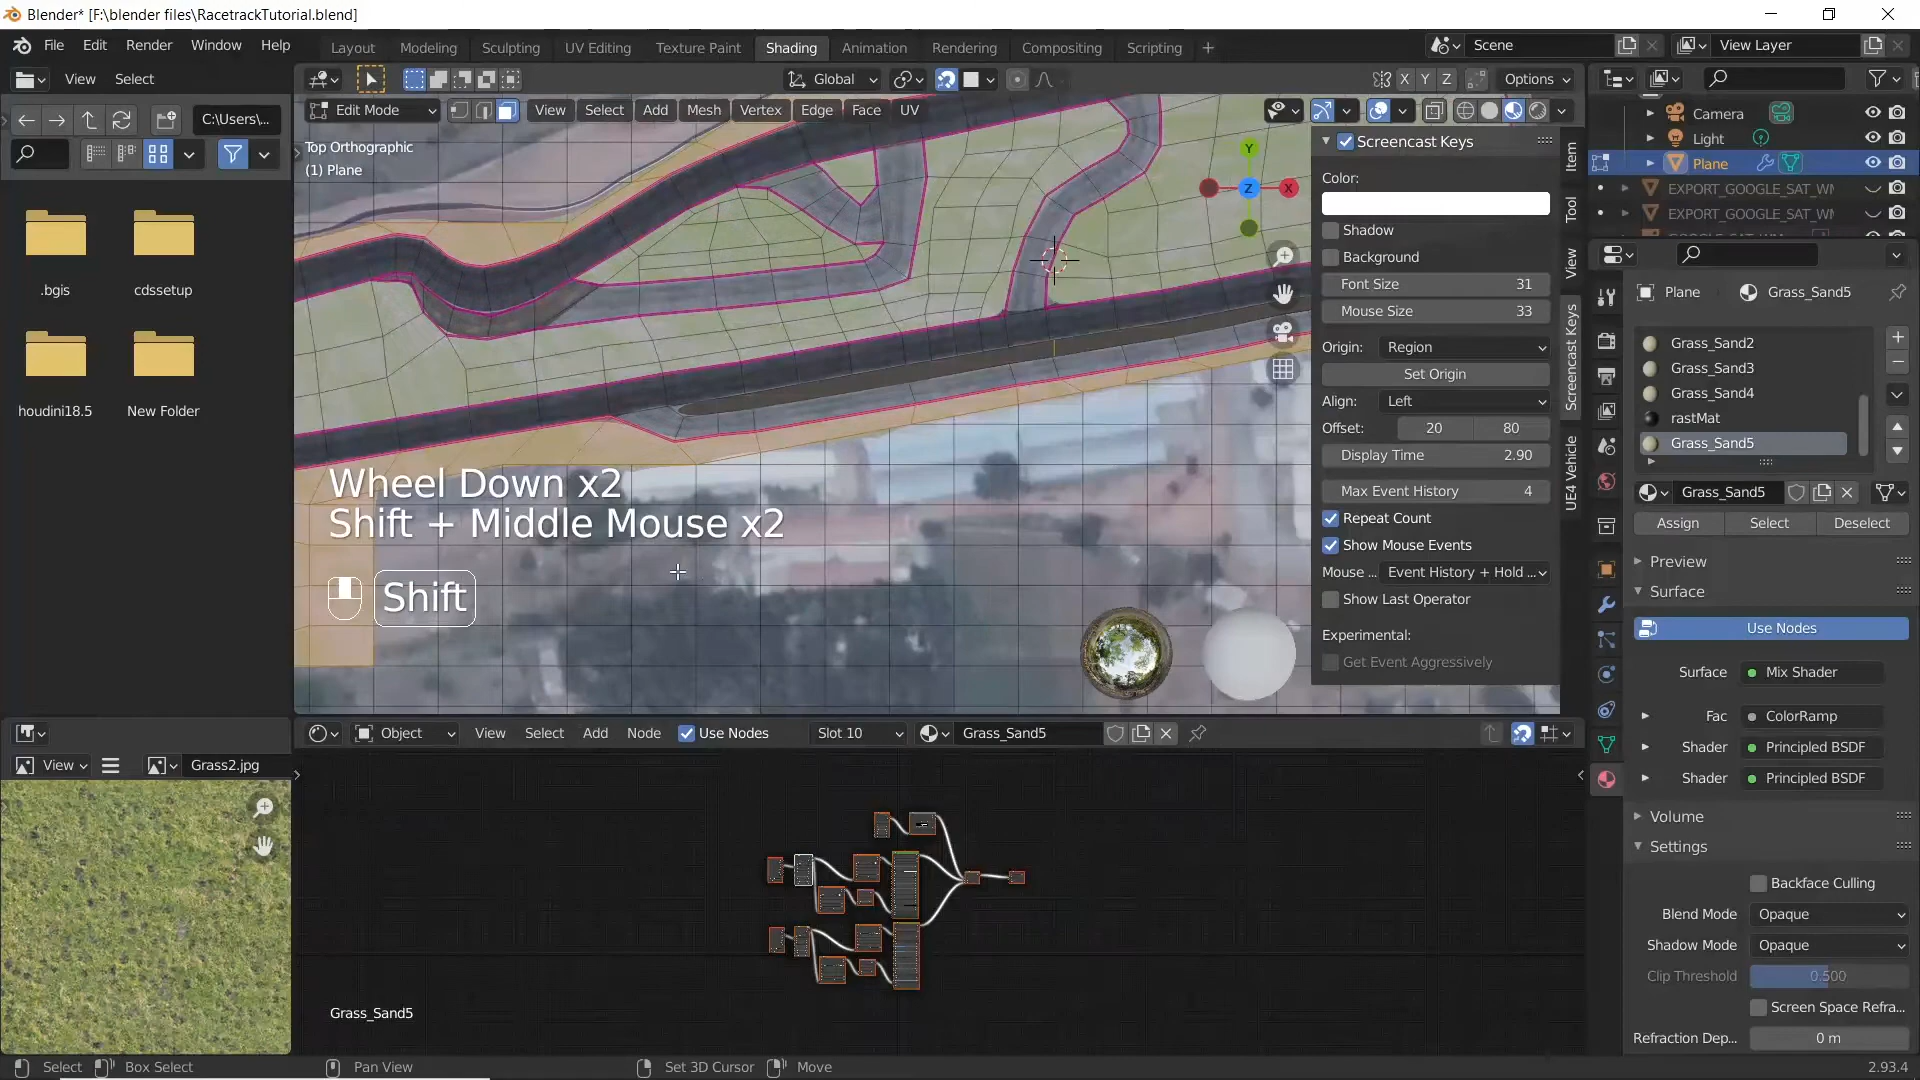 Blender* [F:\blender files\RacetrackTutorial.blend]
File Edit Render Window Help
Layout Modeling Sculpting UV Editing Texture Paint Shading Animation Rendering Compositing Scripting +
Scene
View Layer
View Select
Global
X Y Z
Options
Edit Mode
View Select Add Mesh Vertex Edge Face UV
C:\Users\...
.bgis
cdssetup
houdini18.5
New Folder
Top Orthographic
(1) Plane
Y
Z
X
Wheel Down x2
Shift + Middle Mouse x2
Shift
Screencast Keys
Color:
Shadow
Background
Font Size 31
Mouse Size 33
Origin: Region
Set Origin
Align: Left
Offset: 20 80
Display Time 2.90
Max Event History 4
Repeat Count
Show Mouse Events
Mouse ... Event History + Hold ...
Show Last Operator
Experimental:
Get Event Aggressively
Item
Tool
View
Screencast Keys
UE4 Vehicle
Camera
Light
Plane
EXPORT_GOOGLE_SAT_WM
EXPORT_GOOGLE_SAT_WM
Plane
Grass_Sand5
Grass_Sand2
Grass_Sand3
Grass_Sand4
rastMat
Grass_Sand5
Grass_Sand5
Assign Select Deselect
Preview
Surface
Use Nodes
Surface Mix Shader
Fac ColorRamp
Shader Principled BSDF
Shader Principled BSDF
Volume
Settings
Backface Culling
Blend Mode Opaque
Shadow Mode Opaque
Clip Threshold 0.500
Screen Space Refra...
Refraction Dep... 0 m
View
Grass2.jpg
Object
View Select Add Node Use Nodes
Slot 10
Grass_Sand5
Grass_Sand5
Select Box Select Pan View Set 3D Cursor Move
2.93.4